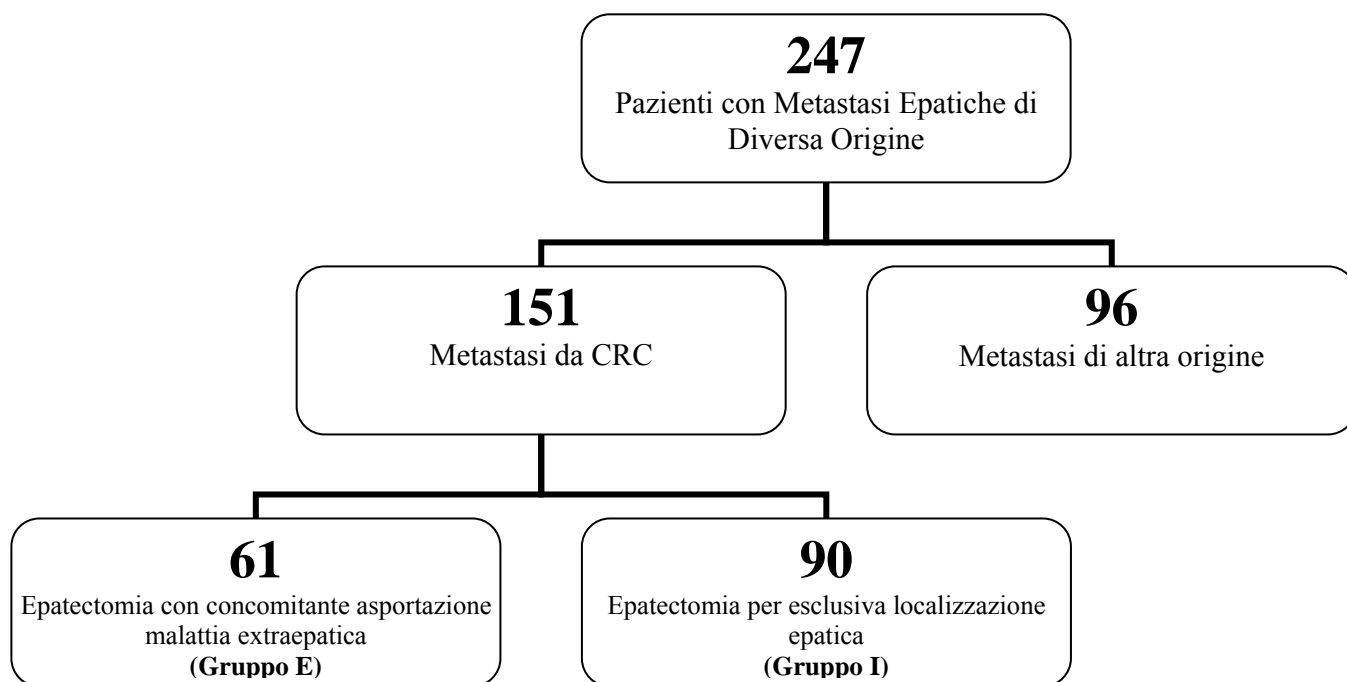 247
Pazienti con Metastasi Epatiche di
Diversa Origine
151
Metastasi da CRC
96
Metastasi di altra origine
61
Epatectomia con concomitante asportazione
malattia extraepatica
(Gruppo E)
90
Epatectomia per esclusiva localizzazione
epatica
(Gruppo I)